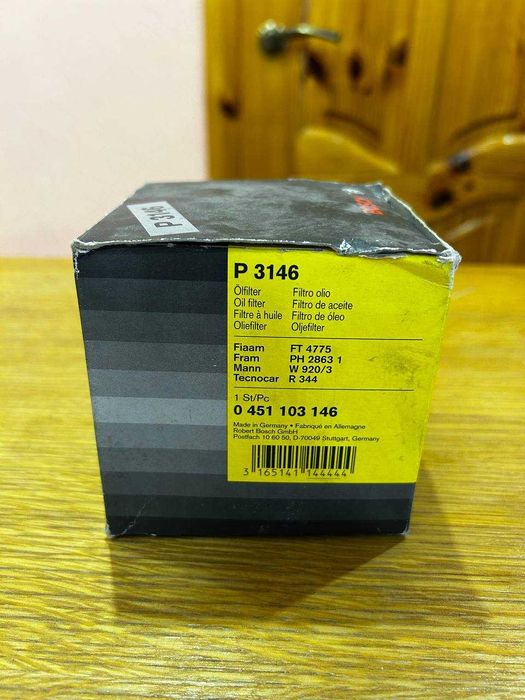 P 3146
BOSCH
P 3146
Ölfilter Filtro olio
Oil filter Filtro de aceite
Filtre à huile Filtro de óleo
Oliefilter Oljefilter
Fiaam FT 4775
Fram PH 2863 1
Mann W 920/3
Tecnocar R 344
1 St/Pc
0 451 103 146
Made in Germany • Fabriqué en Allemagne
Robert Bosch GmbH
Postfach 10 60 50, D-70049 Stuttgart, Germany
3 165141 144444